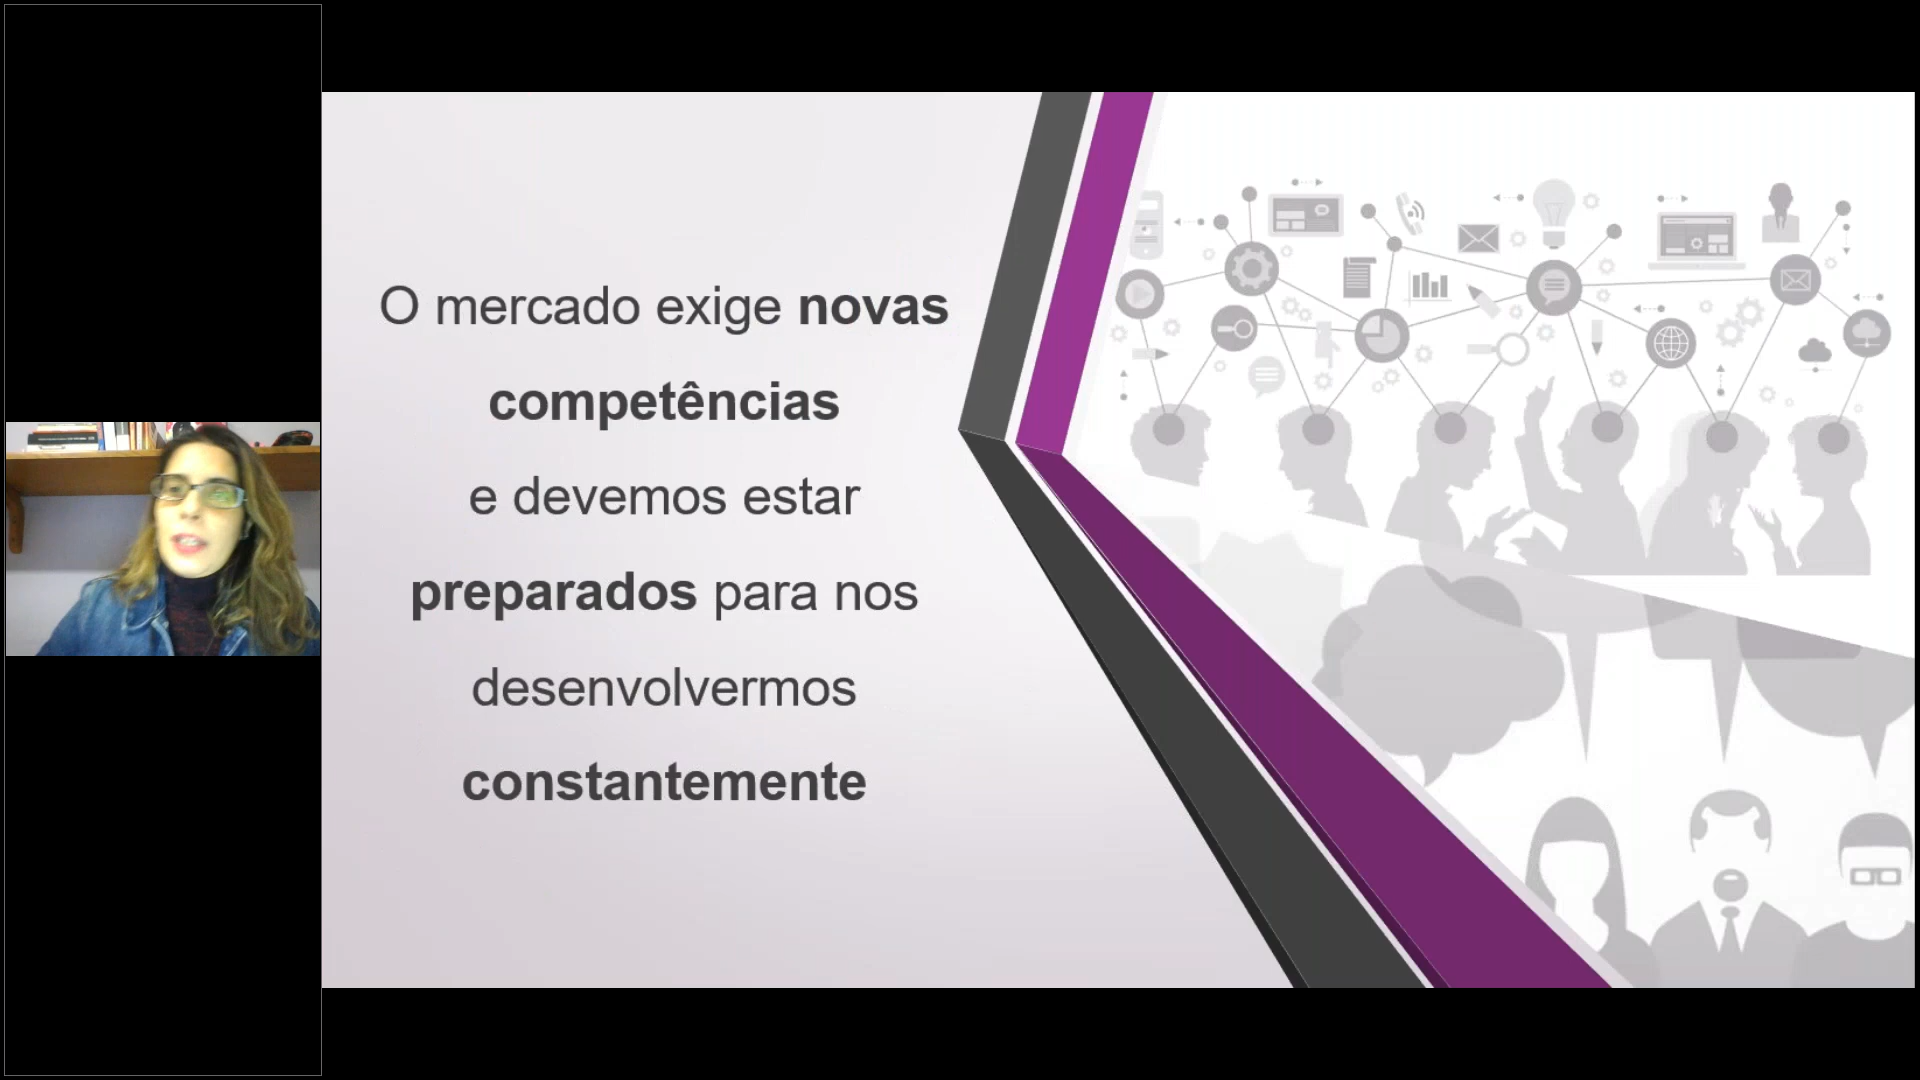 O mercado exige novas
competências
e devemos estar
preparados para nos
desenvolvermos
constantemente